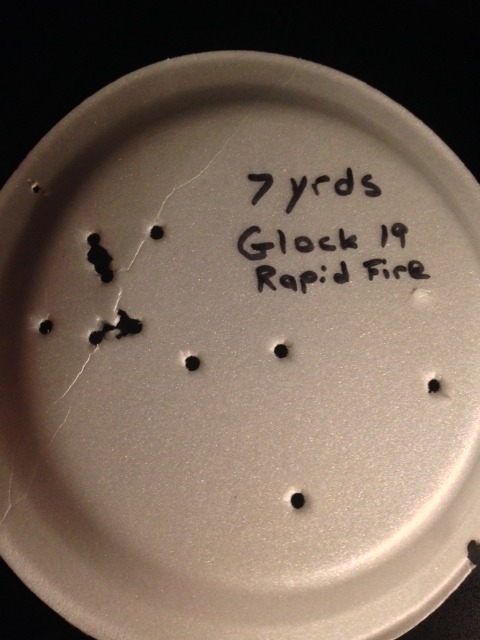 7 yrds
Glock 19
Rapid Fire